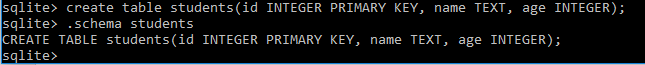 sqlite> create table students(id INTEGER PRIMARY KEY, name TEXT, age INTEGER);
sqlite> .schema students
CREATE TABLE students(id INTEGER PRIMARY KEY, name TEXT, age INTEGER);
sqlite>